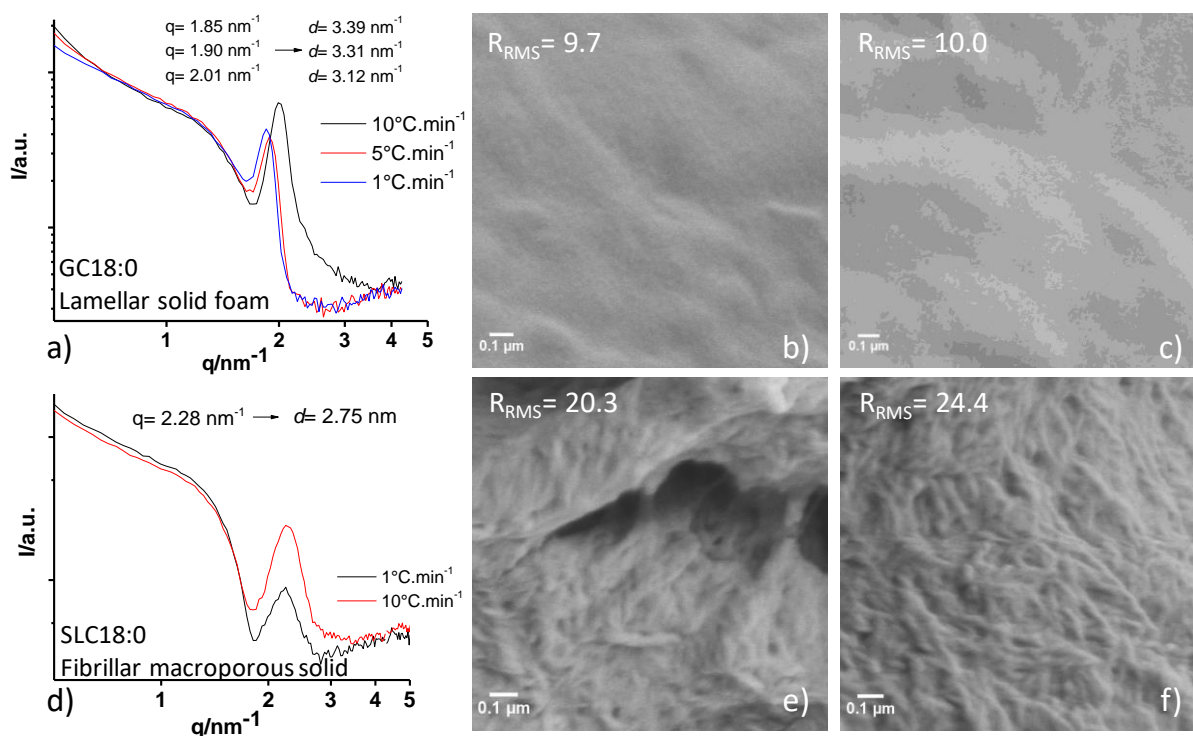 q= 1.85 nm⁻¹ d= 3.39 nm⁻¹
q= 1.90 nm⁻¹ d= 3.31 nm⁻¹
q= 2.01 nm⁻¹ d= 3.12 nm⁻¹
10°C.min⁻¹
5°C.min⁻¹
1°C.min⁻¹
I/a.u.
GC18:0
Lamellar solid foam
1 2 3 4 5
a)
q/nm⁻¹
R_RMS= 9.7
0.1 µm
b)
R_RMS= 10.0
0.1 µm
c)
q= 2.28 nm⁻¹ d= 2.75 nm
I/a.u.
1°C.min⁻¹
10°C.min⁻¹
SLC18:0
Fibrillar macroporous solid
1 2 3 4 5
d)
q/nm⁻¹
R_RMS= 20.3
0.1 µm
e)
R_RMS= 24.4
0.1 µm
f)